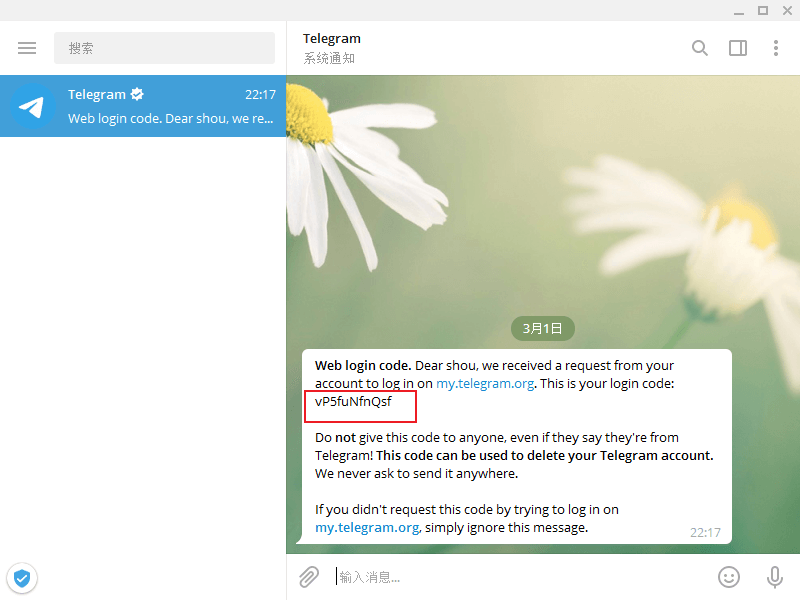 搜索
Telegram
系统通知
Telegram 22:17
Web login code. Dear shou, we re...
3月1日
Web login code. Dear shou, we received a request from your
account to log in on my.telegram.org. This is your login code:
vP5fuNfnQsf
Do not give this code to anyone, even if they say they're from
Telegram! This code can be used to delete your Telegram account.
We never ask to send it anywhere.
If you didn't request this code by trying to log in on
my.telegram.org, simply ignore this message.
22:17
输入消息...